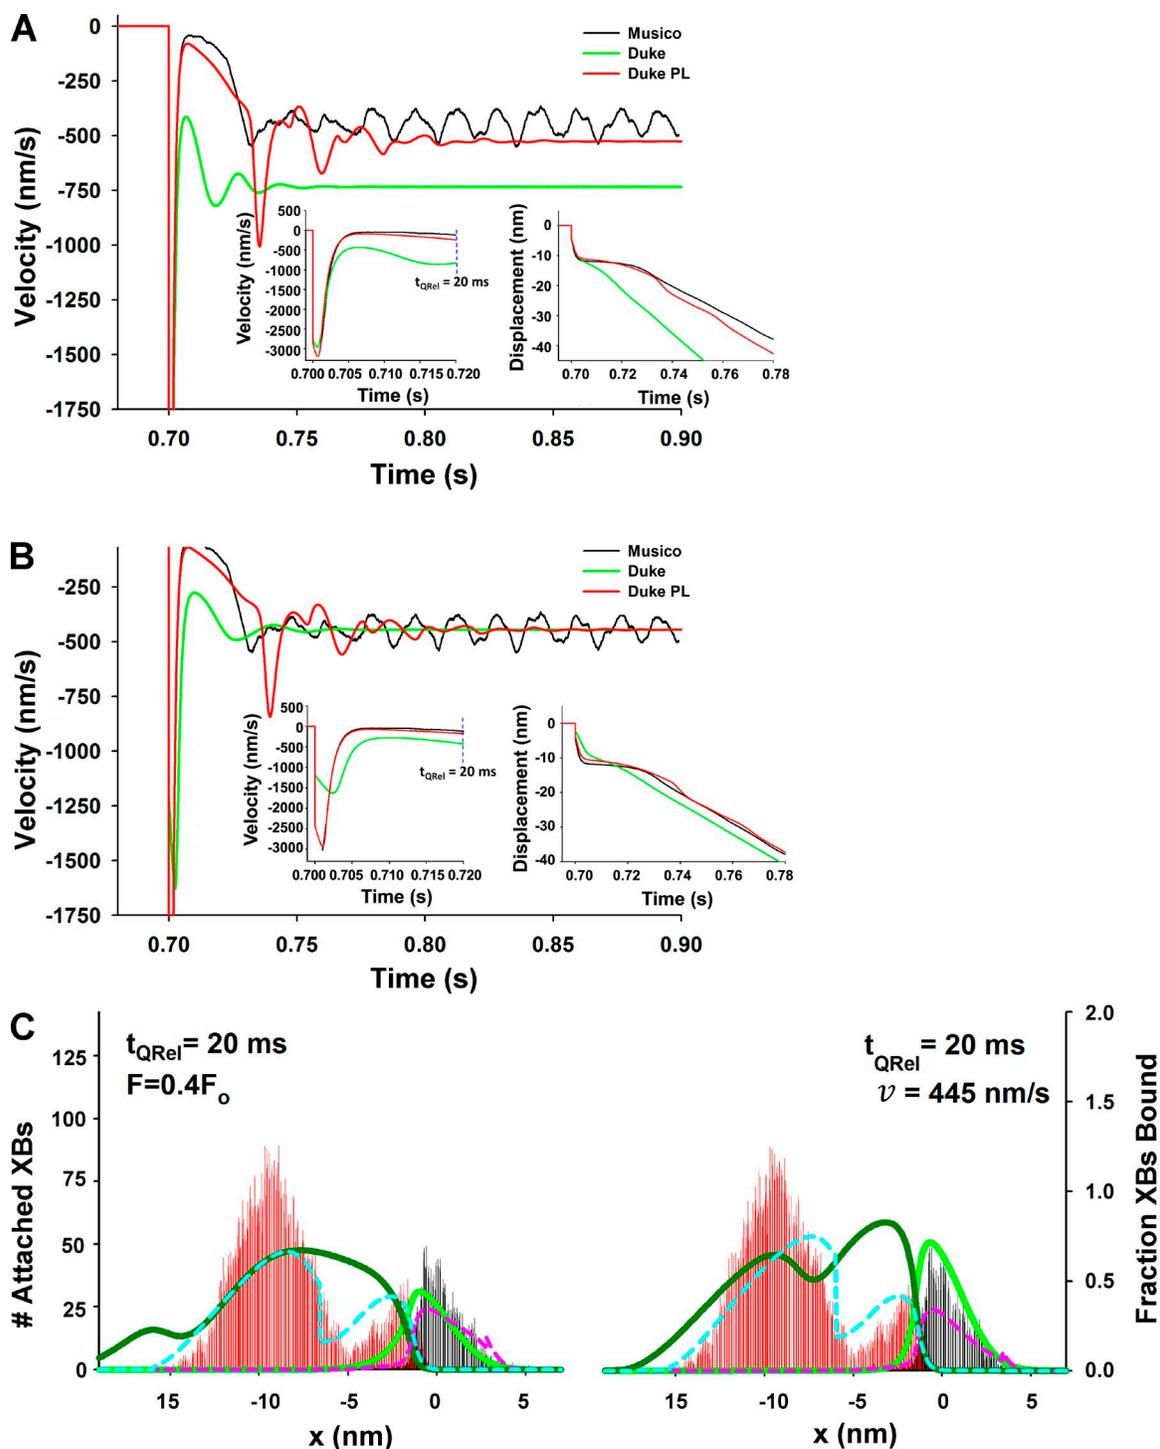 A
Musico
Duke
Duke PL
0
-250
-500
-750
-1000
-1250
-1500
-1750
Velocity (nm/s)
500
0
-500
-1000
-1500
-2000
-2500
-3000
Velocity (nm/s)
tQRel = 20 ms
0.700 0.705 0.710 0.715 0.720
Time (s)
0
-10
-20
-30
-40
Displacement (nm)
0.70 0.72 0.74 0.76 0.78
Time (s)
0.70 0.75 0.80 0.85 0.90
Time (s)
B
Musico
Duke
Duke PL
-250
-500
-750
-1000
-1250
-1500
-1750
Velocity (nm/s)
500
0
-500
-1000
-1500
-2000
-2500
-3000
Velocity (nm/s)
tQRel = 20 ms
0.700 0.705 0.710 0.715 0.720
Time (s)
0
-10
-20
-30
-40
Displacement (nm)
0.70 0.72 0.74 0.76 0.78
Time (s)
0.70 0.75 0.80 0.85 0.90
Time (s)
C
tQRel= 20 ms
F=0.4Fo
125
100
75
50
25
0
# Attached XBs
15 -10 -5 0 5
x (nm)
tQRel = 20 ms
v = 445 nm/s
2.0
1.5
1.0
0.5
0.0
Fraction XBs Bound
15 -10 -5 0 5
x (nm)